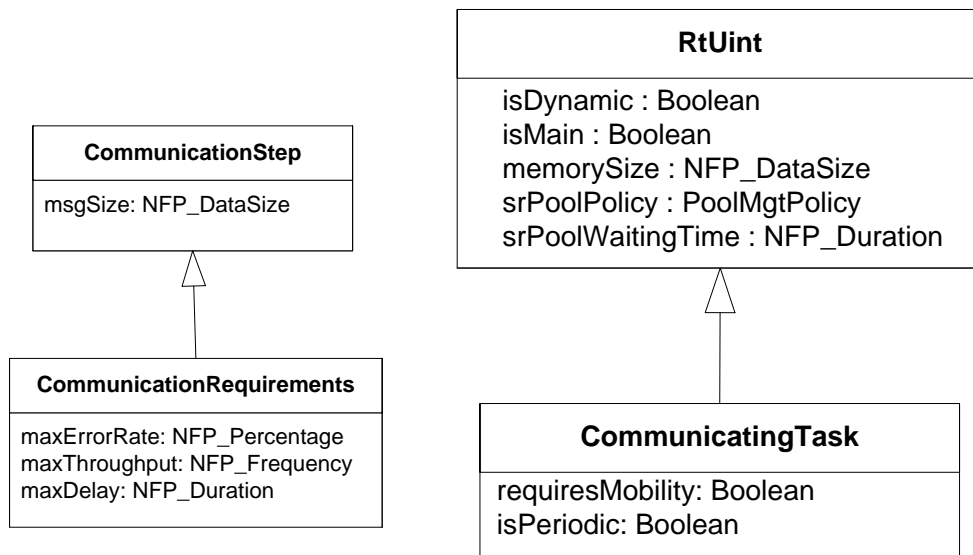 CommunicationStep
msgSize: NFP_DataSize
CommunicationRequirements
maxErrorRate: NFP_Percentage
maxThroughput: NFP_Frequency
maxDelay: NFP_Duration
RtUint
isDynamic : Boolean
isMain : Boolean
memorySize : NFP_DataSize
srPoolPolicy : PoolMgtPolicy
srPoolWaitingTime : NFP_Duration
CommunicatingTask
requiresMobility: Boolean
isPeriodic: Boolean